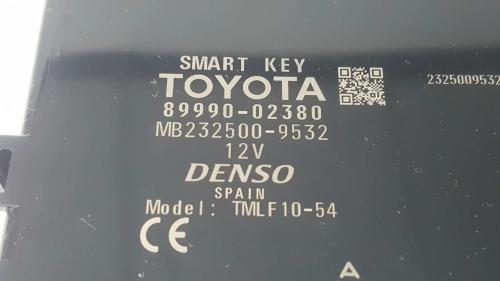 SMART KEY
TOYOTA
89990-02380
2325009532
MB232500-9532
12V
DENSO
SPAIN
Model: TMLF10-54
CE
A